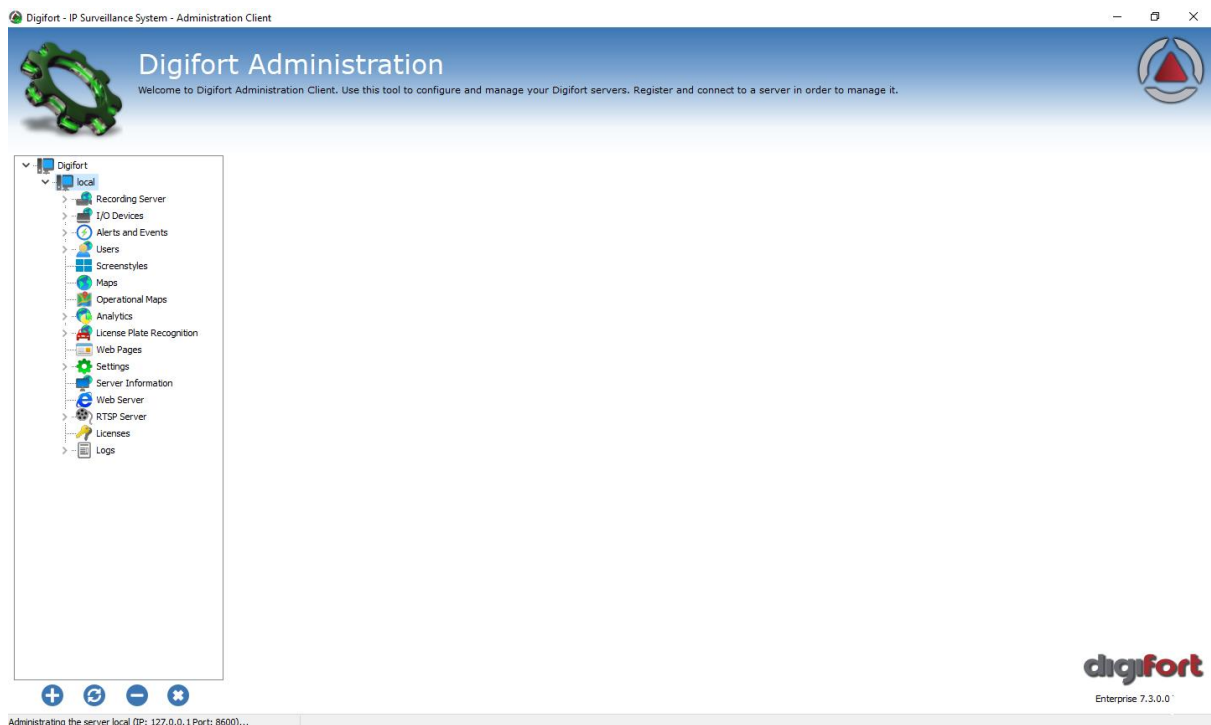 Digifort - IP Surveillance System - Administration Client
Digifort Administration
Welcome to Digifort Administration Client. Use this tool to configure and manage your Digifort servers. Register and connect to a server in order to manage it.
Digifort
local
Recording Server
I/O Devices
Alerts and Events
Users
Screenstyles
Maps
Operational Maps
Analytics
License Plate Recognition
Web Pages
Settings
Server Information
Web Server
RTSP Server
Licenses
Logs
digifort
Enterprise 7.3.0.0
Administrating the server local (IP: 127.0.0.1 Port: 8600)...